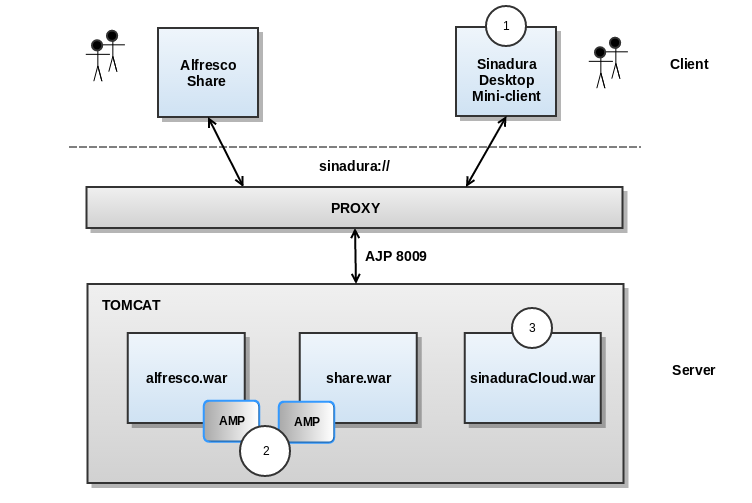 1
Alfresco
Share
Sinadura
Desktop
Mini-client
Client
sinadura://
PROXY
AJP 8009
TOMCAT
3
alfresco.war
share.war
sinaduraCloud.war
Server
AMP
AMP
2